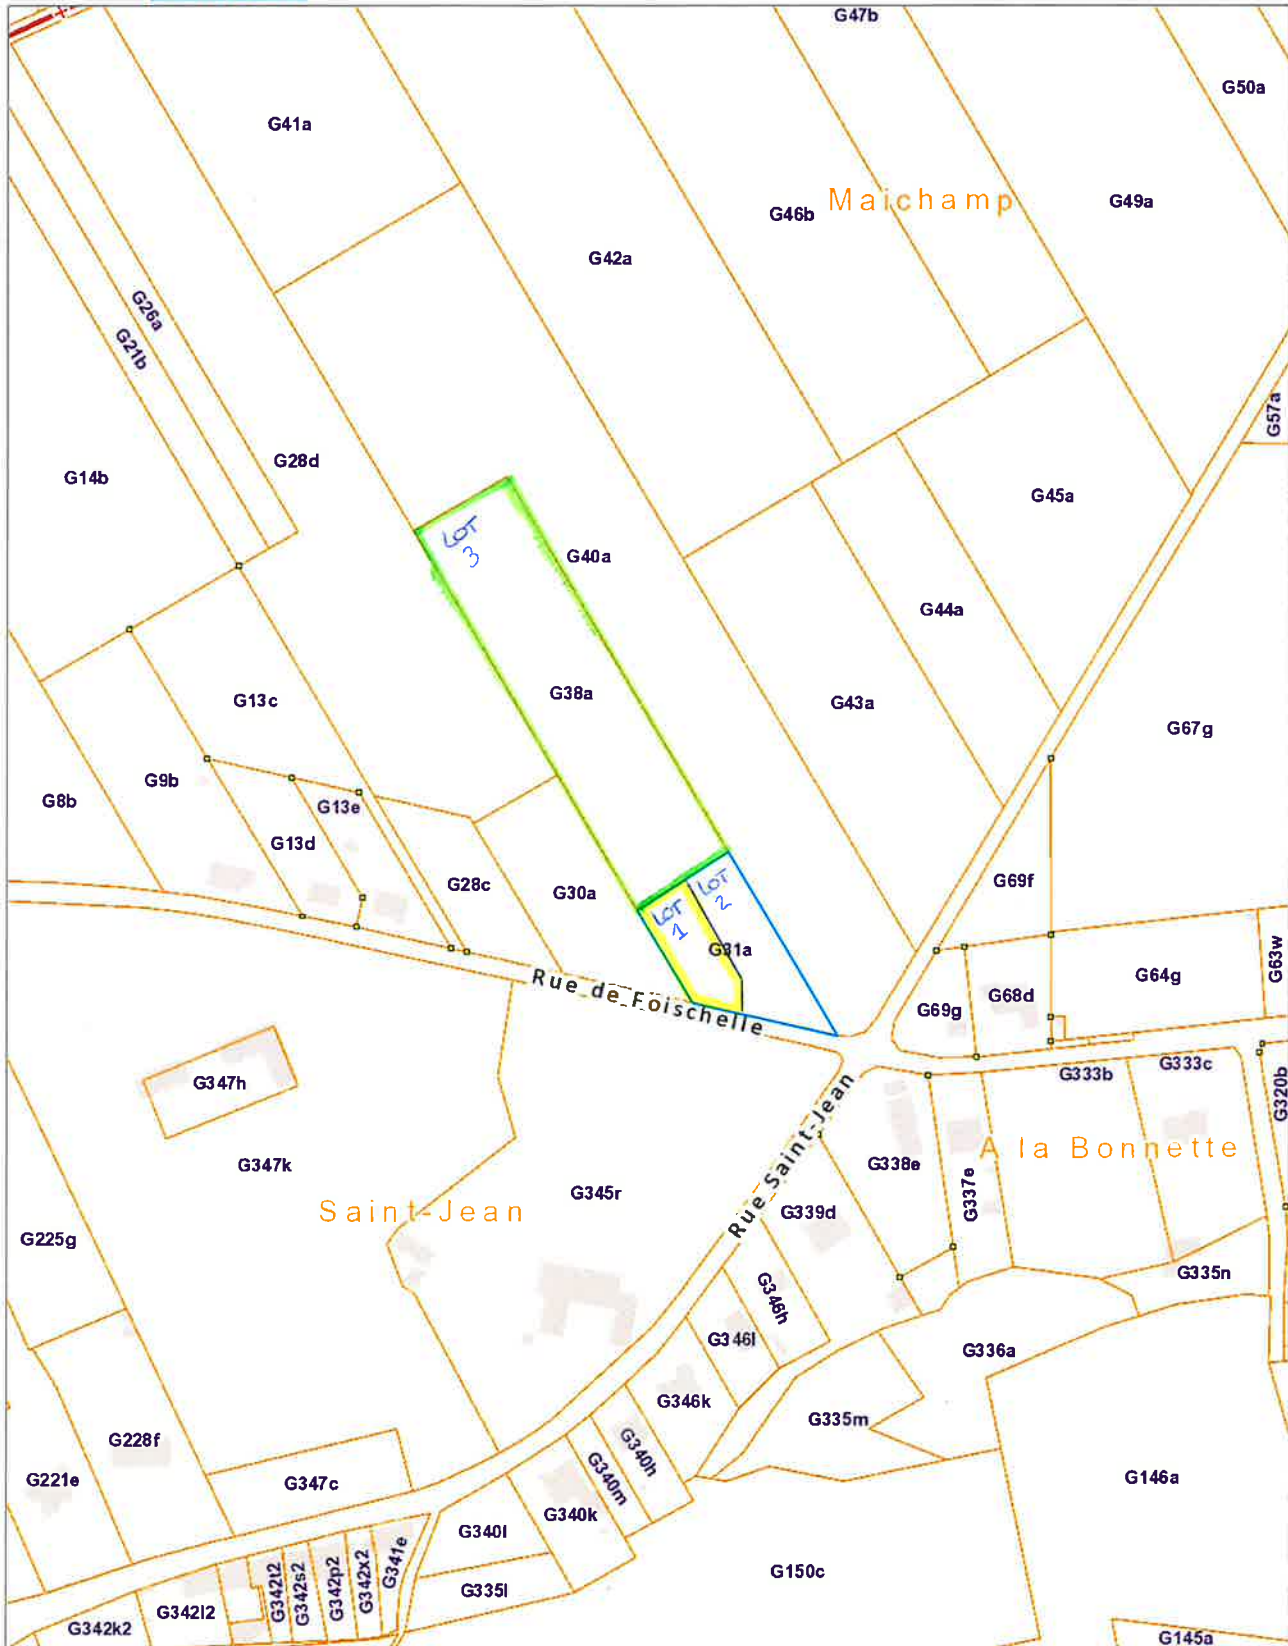 G47b
G50a
G41a
Maichamp
G49a
G46b
G42a
G26a
G21b
G57a
G28d
G14b
G45a
LOT
3
G40a
G44a
G38a
G13c
G43a
G67g
G9b
G8b
G13e
G13d
G28c
G30a
G69f
LOT
1
LOT
2
G31a
G64g
G63w
G68d
G69g
Rue de Foischelle
G347h
G333b
G333c
G320b
Rue Saint-Jean
A la Bonnette
G338e
G337e
G347k
Saint-Jean
G345r
G339d
G225g
G335n
G346h
G346l
G336a
G346k
G335m
G228f
G340h
G340m
G221e
G347c
G146a
G340k
G340l
G341e
G342x2
G342p2
G342s2
G342t2
G335l
G150c
G342l2
G342k2
G145a